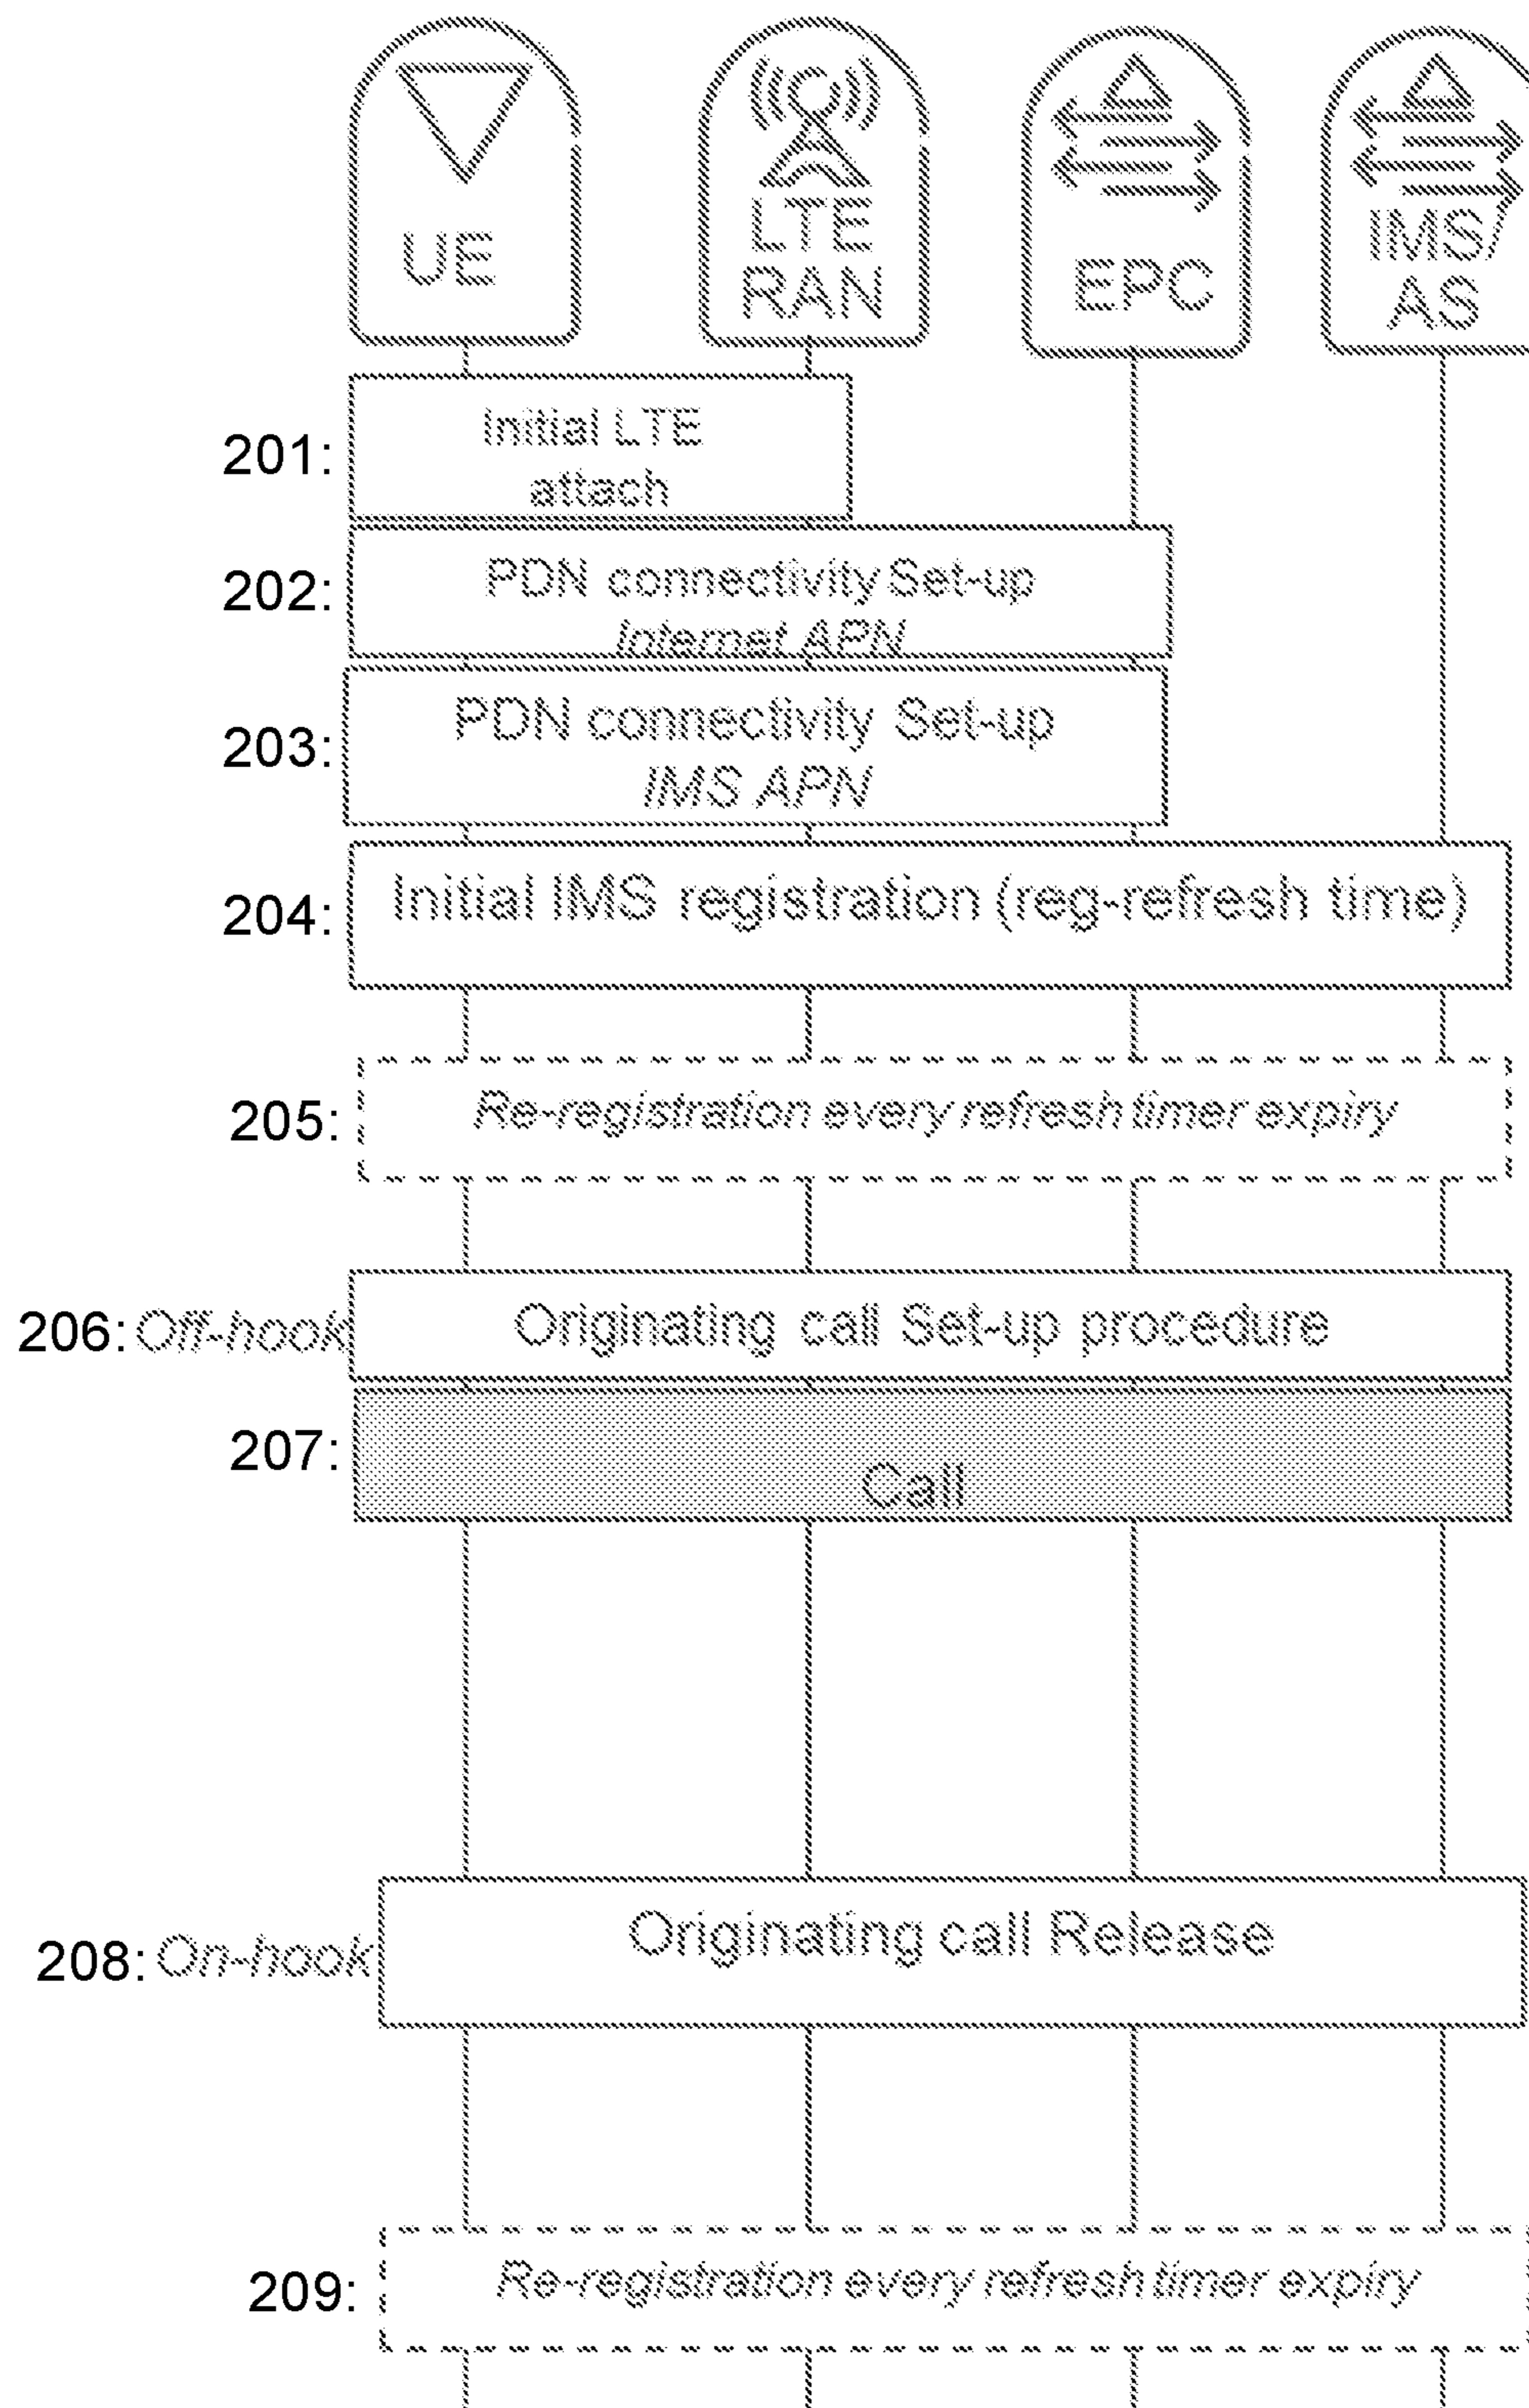 UE
LTE
RAN
EPC
IMS/
AS
201:
Initial LTE
attach
202:
PDN connectivity Set-up
Internet APN
203:
PDN connectivity Set-up
IMS APN
204:
Initial IMS registration (reg-refresh time)
205:
Re-registration every refresh timer expiry
206: Off-hook
Originating call Set-up procedure
207:
Call
208: On-hook
Originating call Release
209:
Re-registration every refresh timer expiry